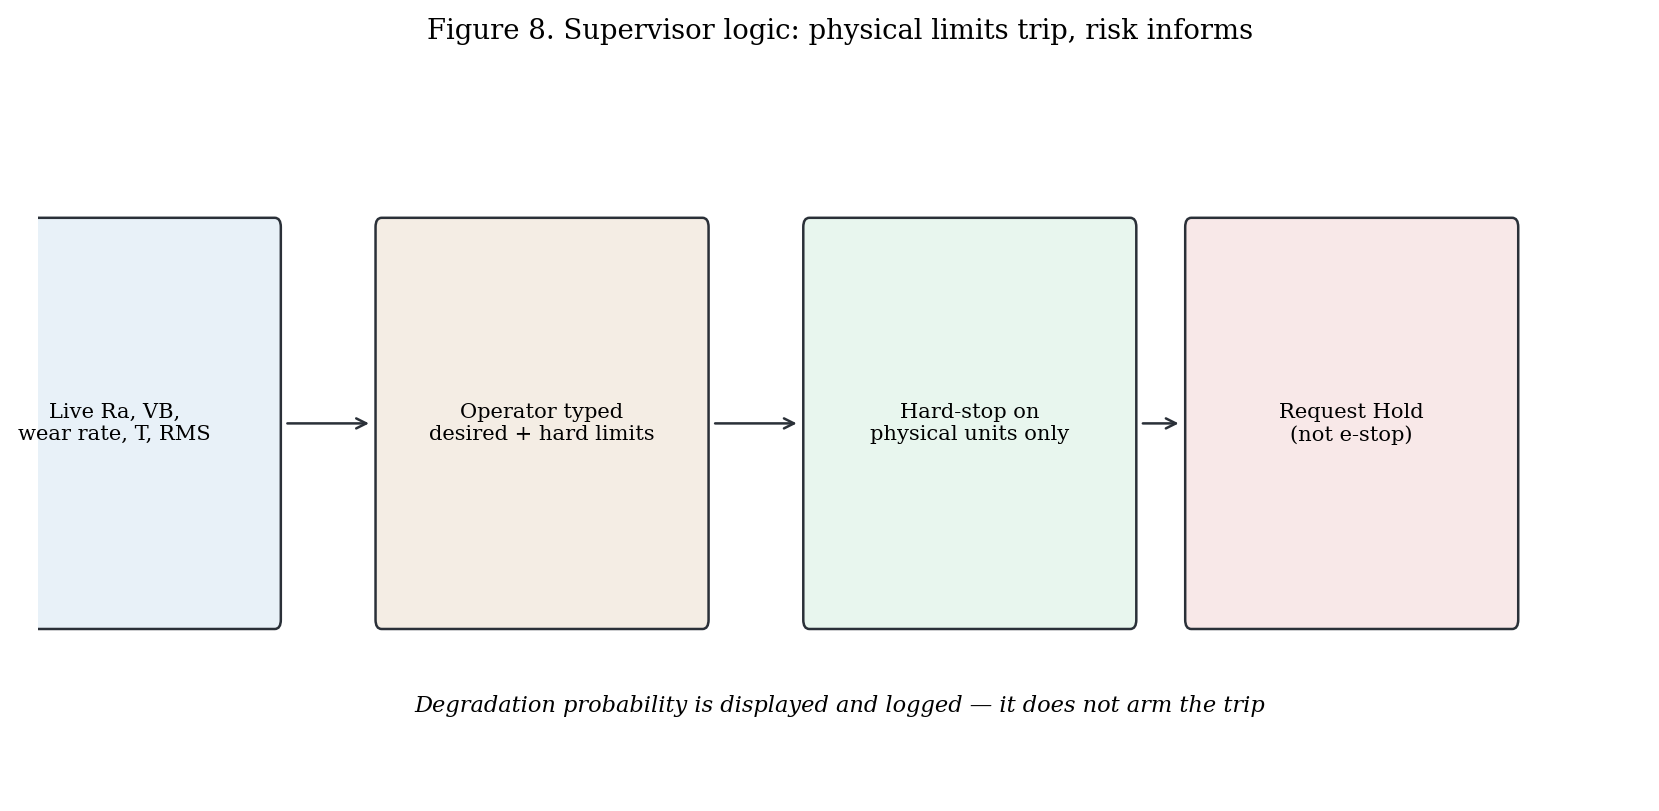 Figure 8. Supervisor logic: physical limits trip, risk informs
Live Ra, VB,
wear rate, T, RMS
Operator typed
desired + hard limits
Hard-stop on
physical units only
Request Hold
(not e-stop)
Degradation probability is displayed and logged — it does not arm the trip